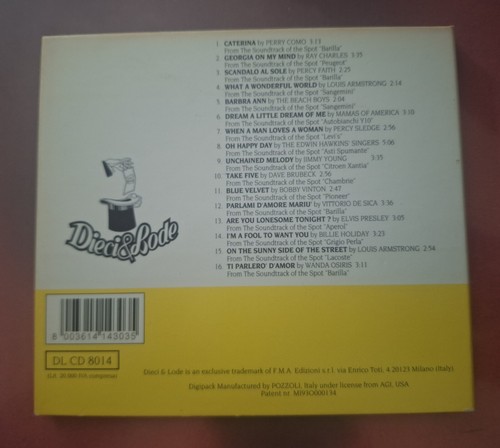 1. CATERINA by PERRY COMO 3:13
From The Soundtrack of the Spot "Barilla"
2. GEORGIA ON MY MIND by RAY CHARLES 3:35
From The Soundtrack of the Spot "Peugeot"
3. SCANDALO AL SOLE by PERCY FAITH 2:25
From The Soundtrack of the Spot "Barilla"
4. WHAT A WONDERFUL WORLD by LOUIS ARMSTRONG 2:14
From The Soundtrack of the Spot "Sangemini"
5. BARBRA ANN by THE BEACH BOYS 2:04
From The Soundtrack of the Spot "Sangemini"
6. DREAM A LITTLE DREAM OF ME by MAMAS OF AMERICA 3:10
From The Soundtrack of the Spot "Autobianchi Y10"
7. WHEN A MAN LOVES A WOMAN by PERCY SLEDGE 2:56
From The Soundtrack of the Spot "Levi's"
8. OH HAPPY DAY by THE EDWIN HAWKINS' SINGERS 5:06
From The Soundtrack of the Spot "Asti Spumante"
9. UNCHAINED MELODY by JIMMY YOUNG 3:15
From The Soundtrack of the Spot "Citroen Xantia"
10. TAKE FIVE by DAVE BRUBECK 2:56
From The Soundtrack of the Spot "Chambrie"
11. BLUE VELVET by BOBBY VINTON 2:47
From The Soundtrack of the Spot "Pioneer"
12. PARLAMI D'AMORE MARIU' by VITTORIO DE SICA 3:36
From The Soundtrack of the Spot "Barilla"
13. ARE YOU LONESOME TONIGHT ? by ELVIS PRESLEY 3:05
From The Soundtrack of the Spot "Aperol"
14. I'M A FOOL TO WANT YOU by BILLIE HOLIDAY 3:23
From The Soundtrack of the Spot "Grigio Perla"
15. ON THE SUNNY SIDE OF THE STREET by LOUIS ARMSTRONG 2:54
From The Soundtrack of the Spot "Lacoste"
16. TI PARLERO' D'AMOR by WANDA OSIRIS 3:11
From The Soundtrack of the Spot "Barilla"
Dieci & Lode
8 003614 143035
DL CD 8014
Dieci & Lode is an exclusive trademark of F.M.A. Edizioni s.r.l. via Enrico Toti, 4 20123 Milano (Italy)
Digipack Manufactured by POZZOLI, Italy under license from AGI, USA
Patent nr. MI93O000134